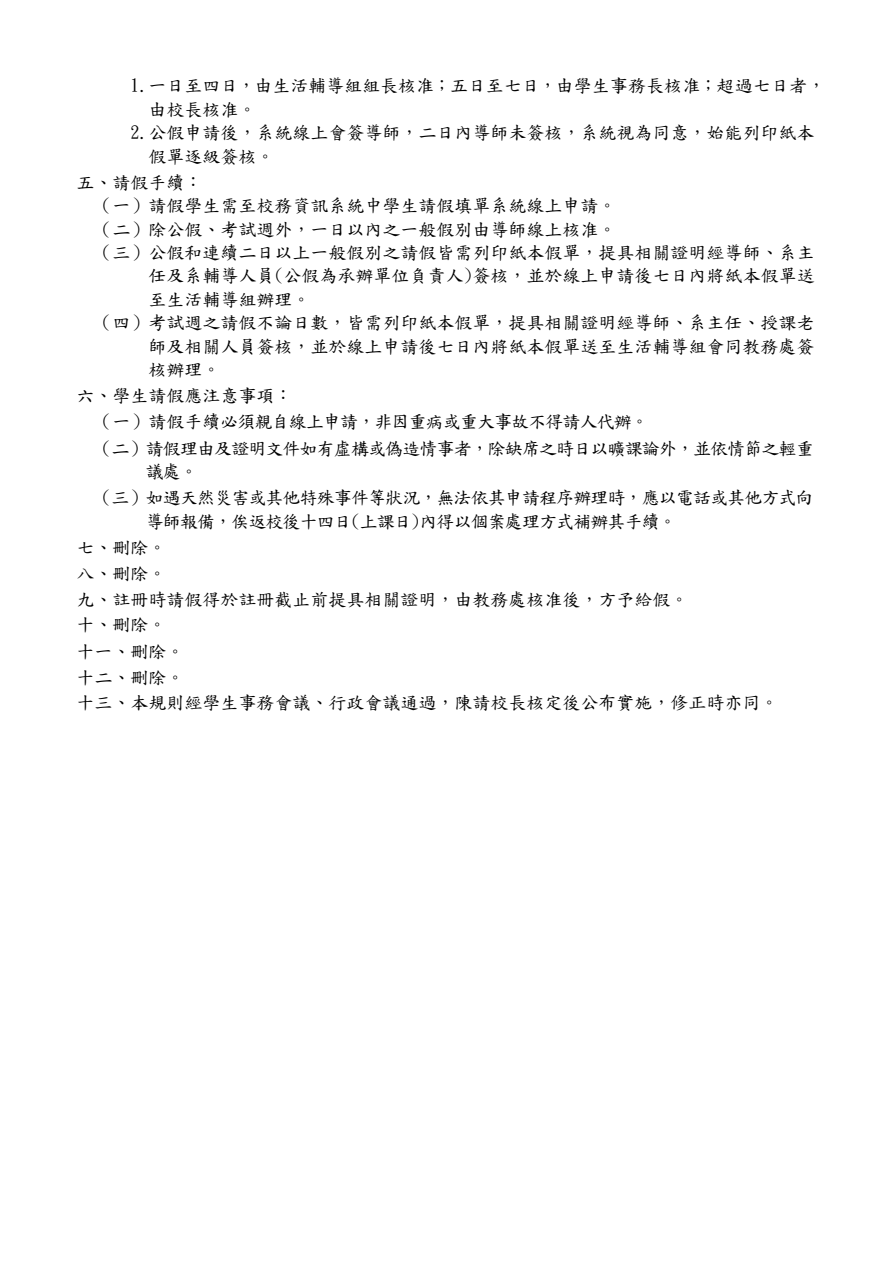 1.一日至四日，由生活輔導組組長核准；五日至七日，由學生事務長核准；超過七日者，
由校長核准。
2.公假申請後，系統線上會簽導師，二日內導師未簽核，系統視為同意，始能列印紙本
假單逐級簽核。
五、請假手續：
（一）請假學生需至校務資訊系統中學生請假填單系統線上申請。
（二）除公假、考試週外，一日以內之一般假別由導師線上核准。
（三）公假和連續二日以上一般假別之請假皆需列印紙本假單，提具相關證明經導師、系主
任及系輔導人員(公假為承辦單位負責人)簽核，並於線上申請後七日內將紙本假單送
至生活輔導組辦理。
（四）考試週之請假不論日數，皆需列印紙本假單，提具相關證明經導師、系主任、授課老
師及相關人員簽核，並於線上申請後七日內將紙本假單送至生活輔導組會同教務處簽
核辦理。
六、學生請假應注意事項：
（一）請假手續必須親自線上申請，非因重病或重大事故不得請人代辦。
（二）請假理由及證明文件如有虛構或偽造情事者，除缺席之時日以曠課論外，並依情節之輕重
議處。
（三）如遇天然災害或其他特殊事件等狀況，無法依其申請程序辦理時，應以電話或其他方式向
導師報備，俟返校後十四日(上課日)內得以個案處理方式補辦其手續。
七、刪除。
八、刪除。
九、註冊時請假得於註冊截止前提具相關證明，由教務處核准後，方予給假。
十、刪除。
十一、刪除。
十二、刪除。
十三、本規則經學生事務會議、行政會議通過，陳請校長核定後公布實施，修正時亦同。